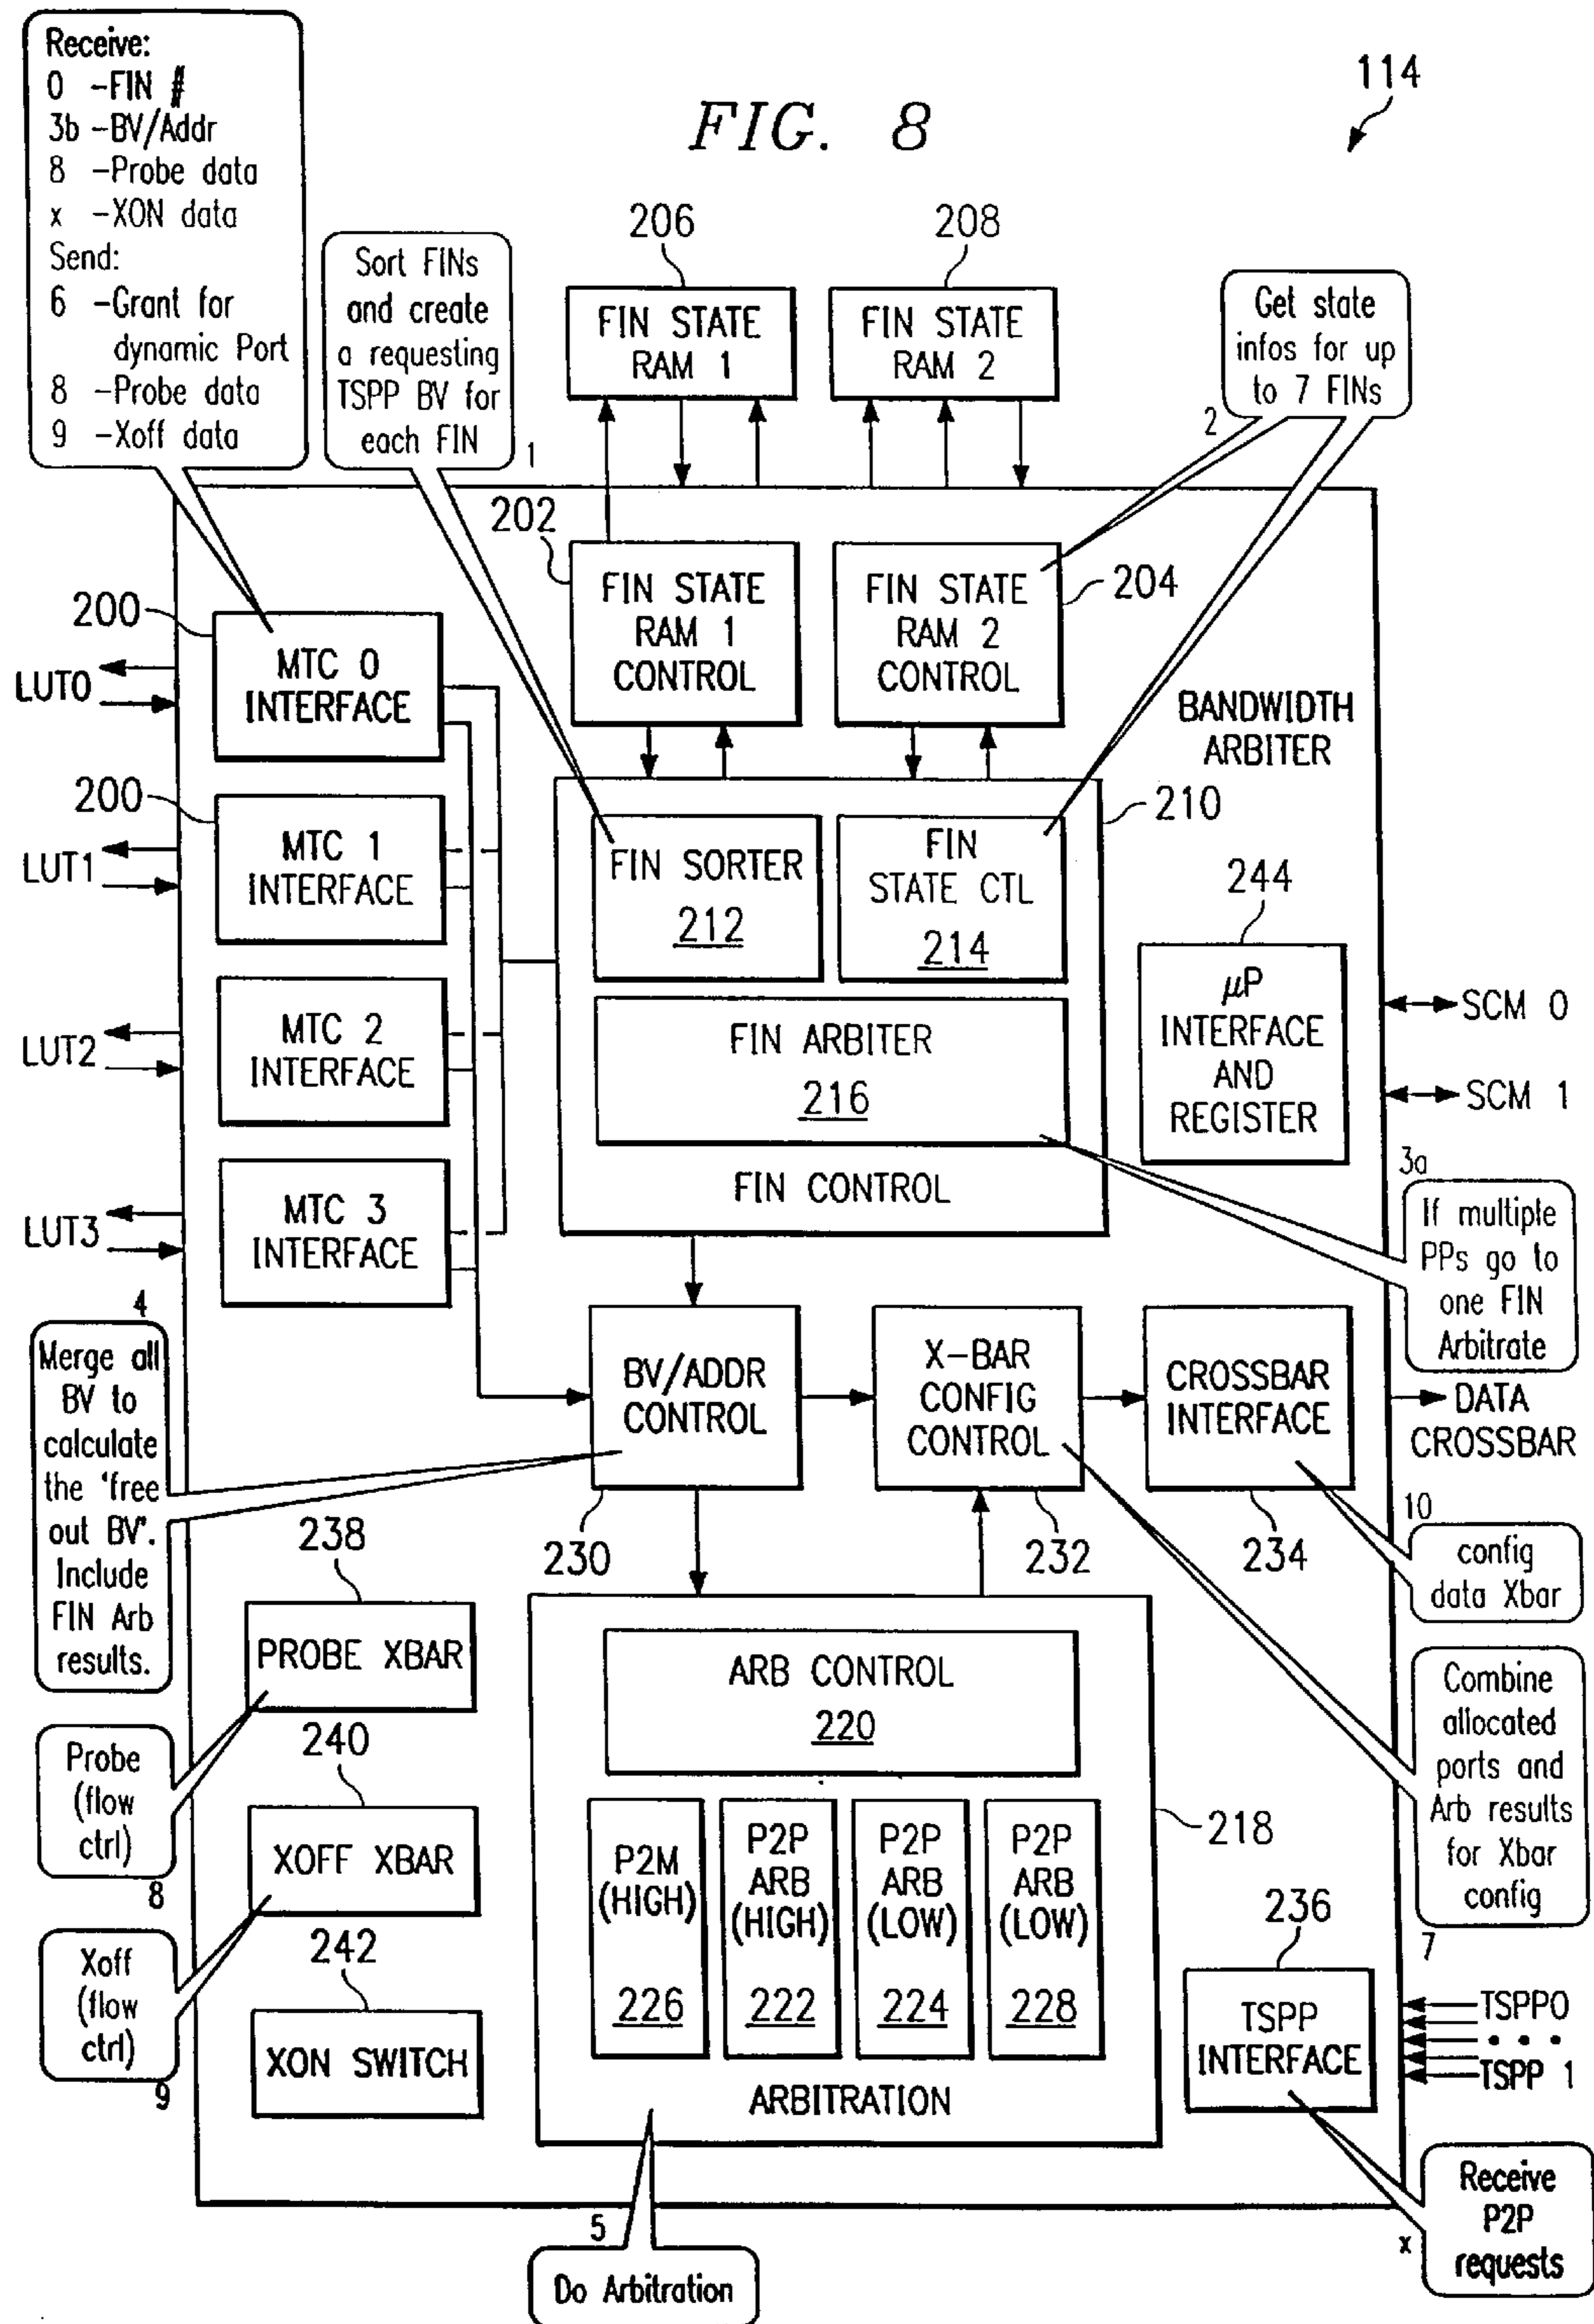 Receive:
0 -FIN #
3b -BV/Addr
8 -Probe data
x -XON data
Send:
6 -Grant for
dynamic Port
8 -Probe data
9 -Xoff data
FIG. 8
114
Sort FINs
and create
a requesting
TSPP BV for
each FIN
1
206
FIN STATE
RAM 1
208
FIN STATE
RAM 2
Get state
infos for up
to 7 FINs
2
202
FIN STATE
RAM 1
CONTROL
FIN STATE
RAM 2
CONTROL
204
BANDWIDTH
ARBITER
200
MTC 0
INTERFACE
LUT0
200
MTC 1
INTERFACE
LUT1
MTC 2
INTERFACE
LUT2
MTC 3
INTERFACE
LUT3
210
FIN SORTER
212
FIN
STATE CTL
214
FIN ARBITER
216
FIN CONTROL
244
µP
INTERFACE
AND
REGISTER
SCM 0
SCM 1
3a
If multiple
PPs go to
one FIN
Arbitrate
4
Merge all
BV to
calculate
the 'free
out BV'.
Include
FIN Arb
results.
BV/ADDR
CONTROL
230
X-BAR
CONFIG
CONTROL
232
CROSSBAR
INTERFACE
234
DATA
CROSSBAR
10
config
data Xbar
238
PROBE XBAR
Probe
(flow
ctrl)
8
240
XOFF XBAR
Xoff
(flow
ctrl)
9
242
XON SWITCH
ARB CONTROL
220
P2M
(HIGH)
226
P2P
ARB
(HIGH)
222
P2P
ARB
(LOW)
224
P2P
ARB
(LOW)
228
ARBITRATION
218
Combine
allocated
ports and
Arb results
for Xbar
config
7
236
TSPP
INTERFACE
TSPP0
• • •
TSPP 1
5
Do Arbitration
x
Receive
P2P
requests